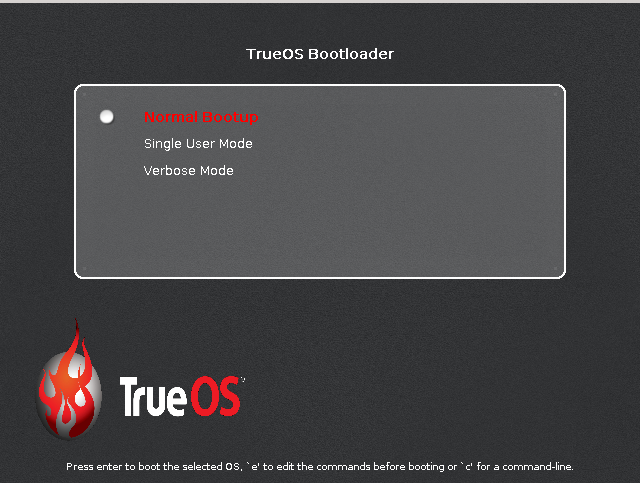 TrueOS Bootloader
Normal Bootup
Single User Mode
Verbose Mode
TrueOS™
Press enter to boot the selected OS, `e' to edit the commands before booting or `c' for a command-line.